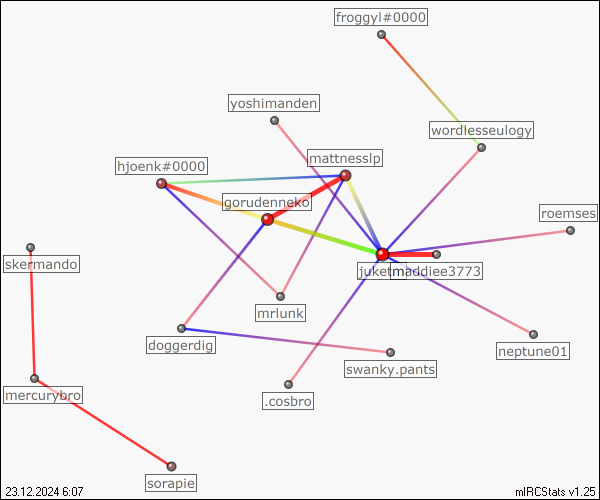 froggyl#0000
yoshimanden
wordlesseulogy
mattnesslp
hjoenk#0000
gorudenneko
roemses
skermando
maddiee3773
mrlunk
doggerdig
neptune01
swanky.pants
mercurybro
.cosbro
sorapie
23.12.2024 6:07
mIRCStats v1.25